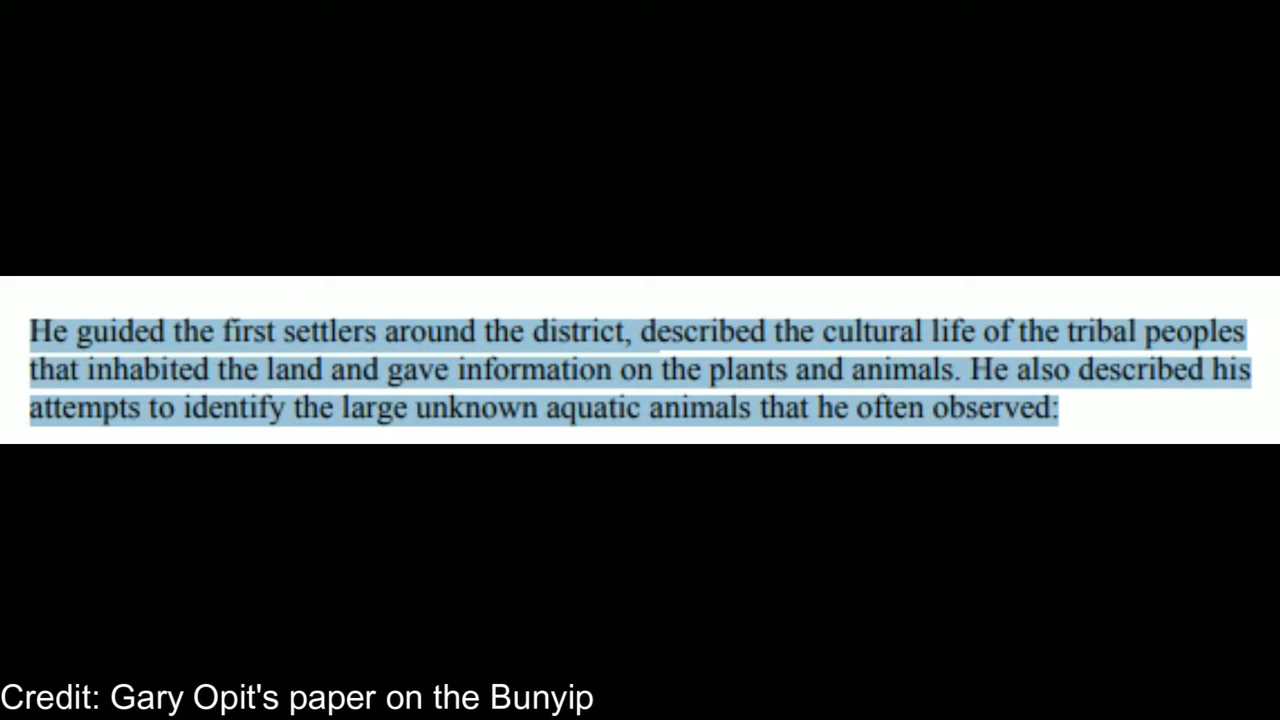 He guided the first settlers around the district, described the cultural life of the tribal peoples
that inhabited the land and gave information on the plants and animals. He also described his
attempts to identify the large unknown aquatic animals that he often observed:
Credit: Gary Opit's paper on the Bunyip